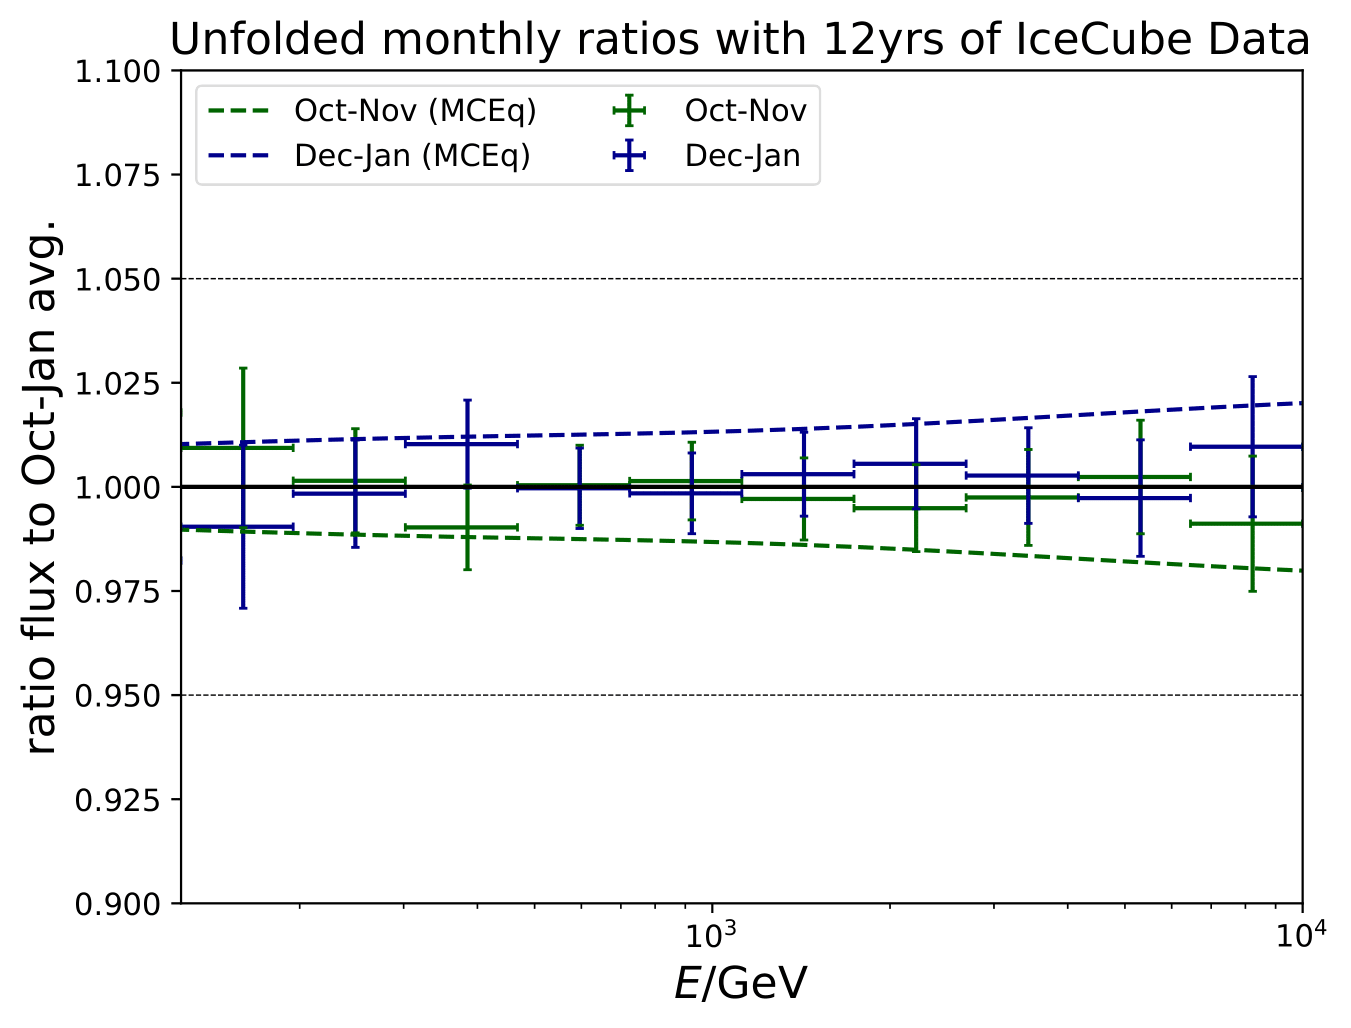 Unfolded monthly ratios with 12yrs of IceCube Data
Oct-Nov (MCEq)
Dec-Jan (MCEq)
Oct-Nov
Dec-Jan
ratio flux to Oct-Jan avg.
1.100
1.075
1.050
1.025
1.000
0.975
0.950
0.925
0.900
10³
10⁴
E/GeV